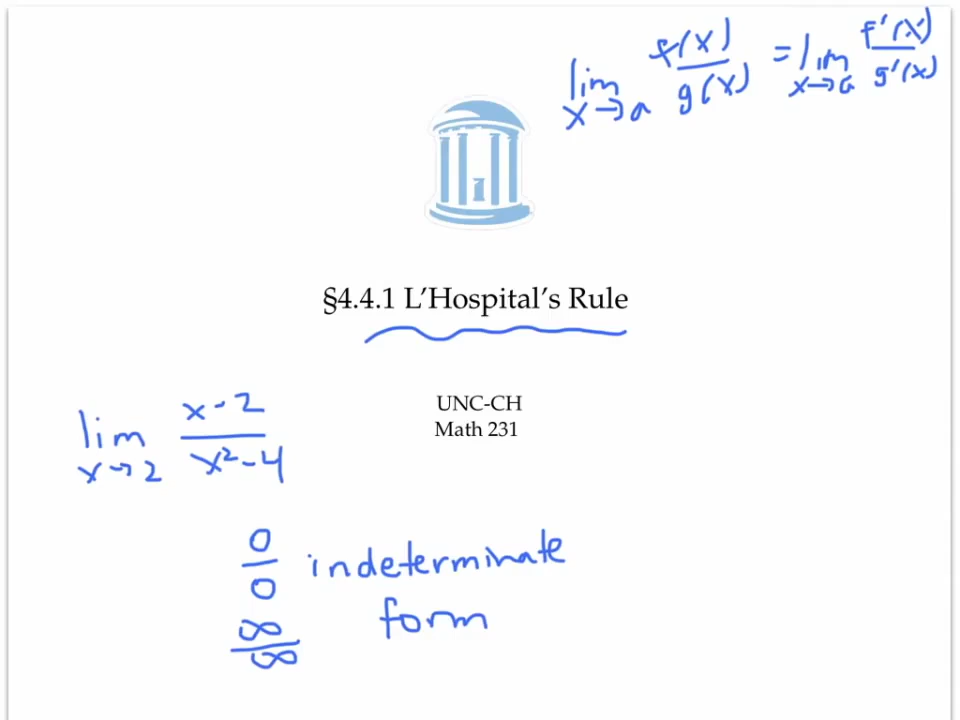 lim x→a f(x)/g(x) = lim x→a f'(x)/g'(x)
§4.4.1 L’Hospital’s Rule
UNC-CH
Math 231
lim x→2 x-2/x²-4
0/0 indeterminate
∞/∞ form